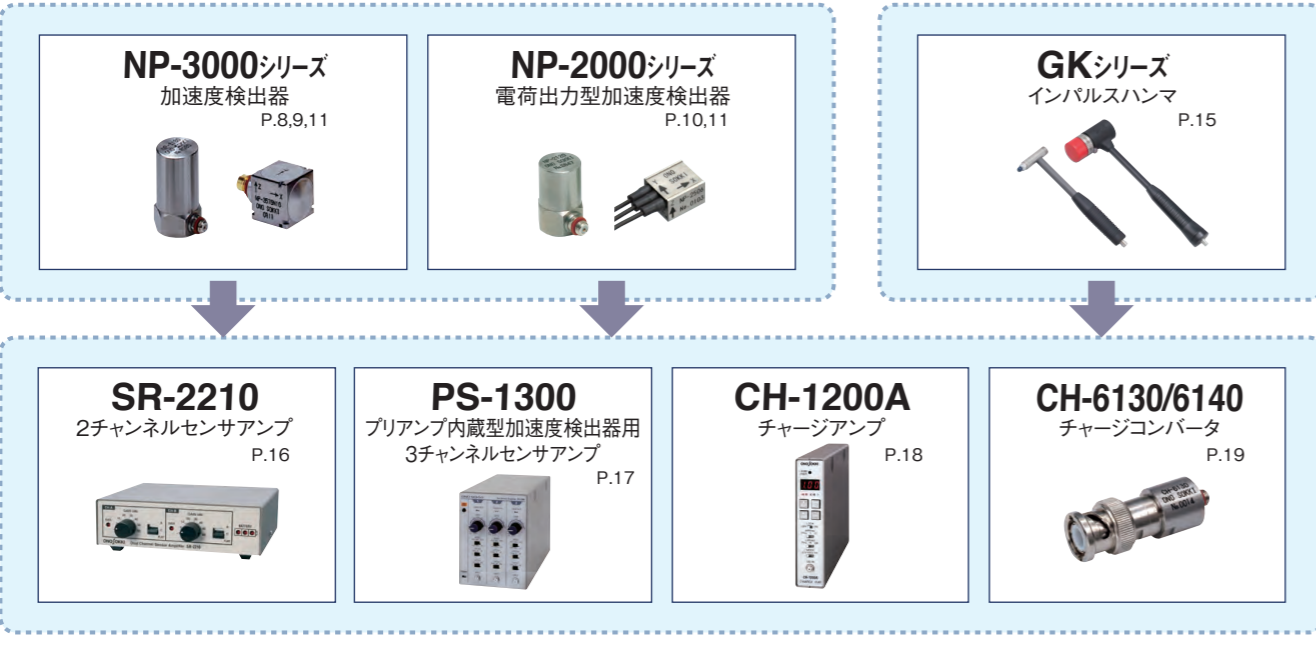 NP-3000シリーズ
加速度検出器
P.8,9,11
NP-2000シリーズ
電荷出力型加速度検出器
P.10,11
GKシリーズ
インパルスハンマ
P.15
SR-2210
2チャンネルセンサアンプ
P.16
PS-1300
プリアンプ内蔵型加速度検出器用
3チャンネルセンサアンプ
P.17
CH-1200A
チャージアンプ
P.18
CH-6130/6140
チャージコンバータ
P.19